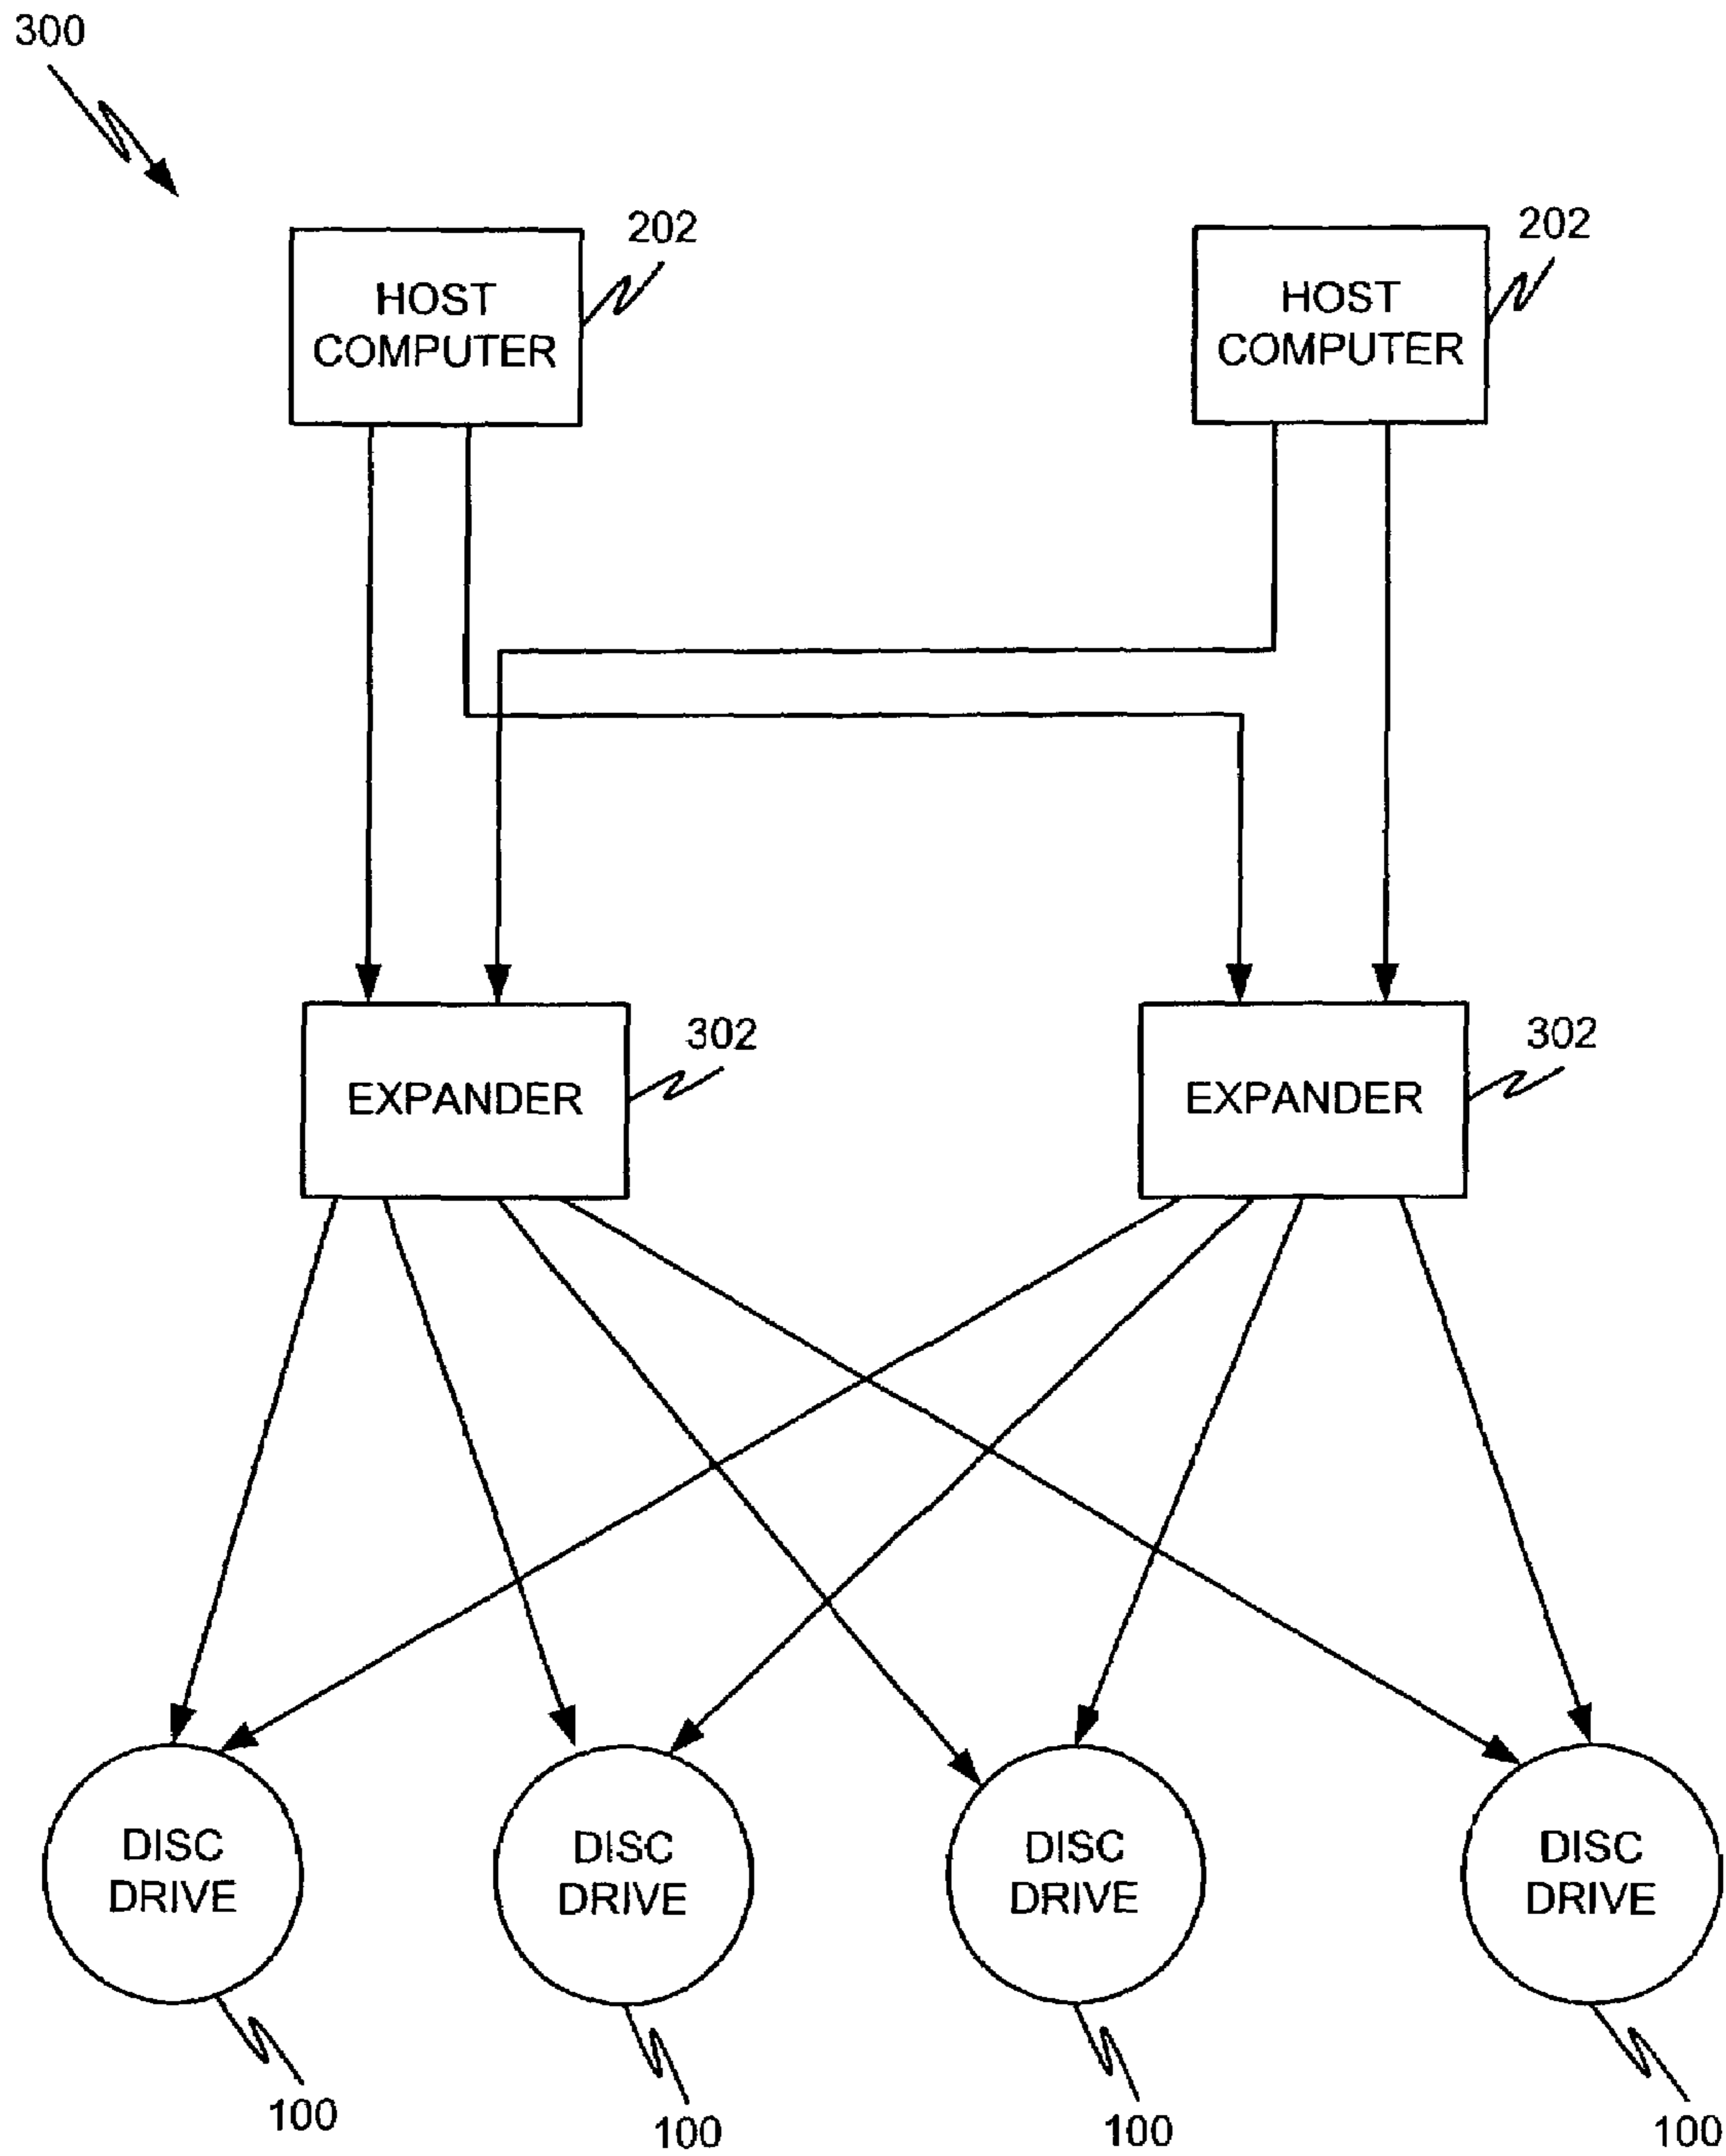 300
202
202
HOST
COMPUTER
HOST
COMPUTER
302
302
EXPANDER
EXPANDER
DISC
DRIVE
DISC
DRIVE
DISC
DRIVE
DISC
DRIVE
100
100
100
100